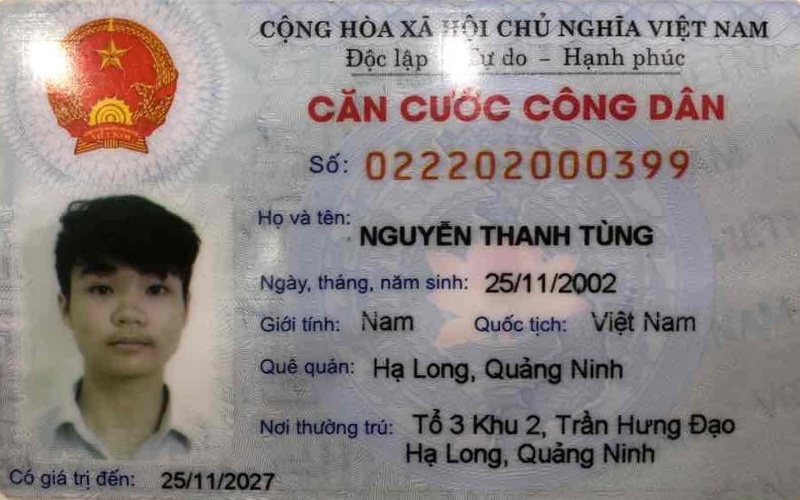 CỘNG HÒA XÃ HỘI CHỦ NGHĨA VIỆT NAM
Độc lập - Tự do - Hạnh phúc
CĂN CƯỚC CÔNG DÂN
Số: 022202000399
Họ và tên: NGUYỄN THANH TÙNG
Ngày, tháng, năm sinh: 25/11/2002
Giới tính: Nam Quốc tịch: Việt Nam
Quê quán: Hạ Long, Quảng Ninh
Nơi thường trú: Tổ 3 Khu 2, Trần Hưng Đạo
Hạ Long, Quảng Ninh
Có giá trị đến: 25/11/2027